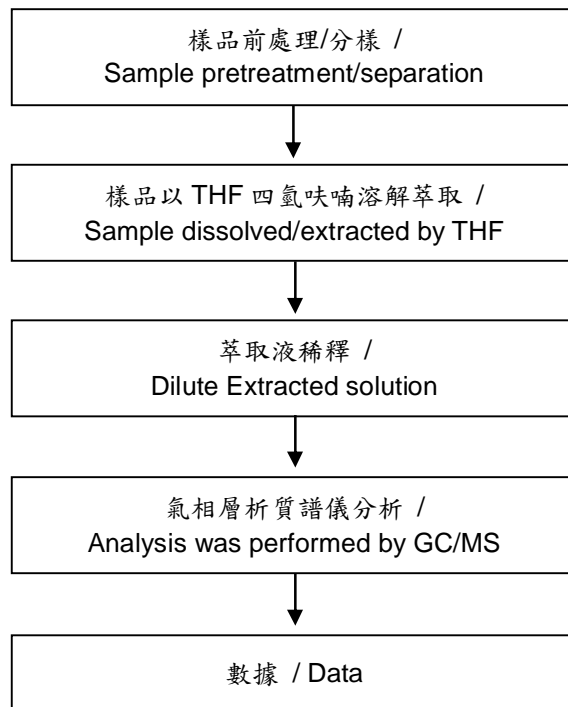 樣品前處理/分樣 /
Sample pretreatment/separation
樣品以 THF 四氫呋喃溶解萃取 /
Sample dissolved/extracted by THF
萃取液稀釋 /
Dilute Extracted solution
氣相層析質譜儀分析 /
Analysis was performed by GC/MS
數據 / Data